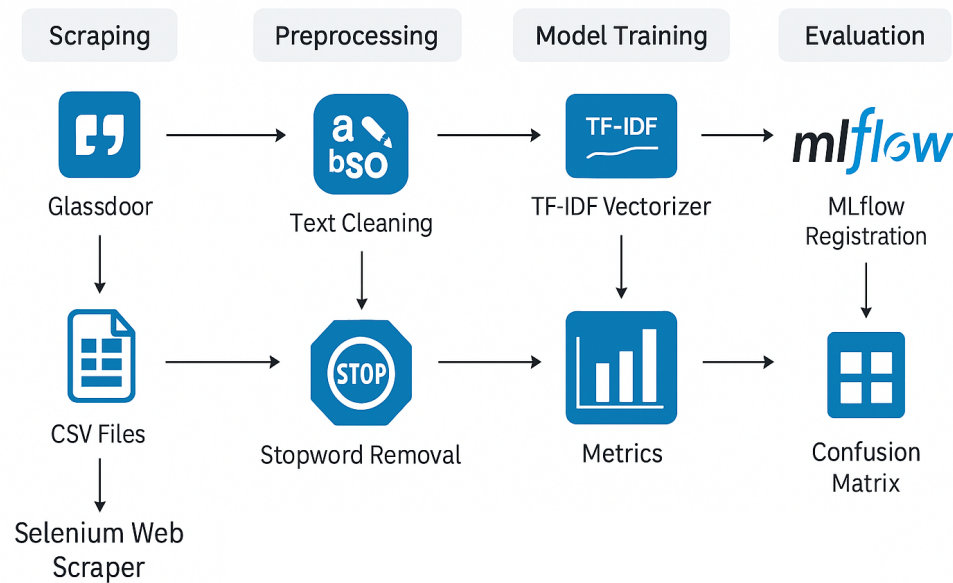 Scraping
Preprocessing
Model Training
Evaluation
a
bSO
TF-IDF
mlflow
Glassdoor
Text Cleaning
TF-IDF Vectorizer
MLflow
Registration
STOP
CSV Files
Stopword Removal
Metrics
Confusion
Matrix
Selenium Web
Scraper